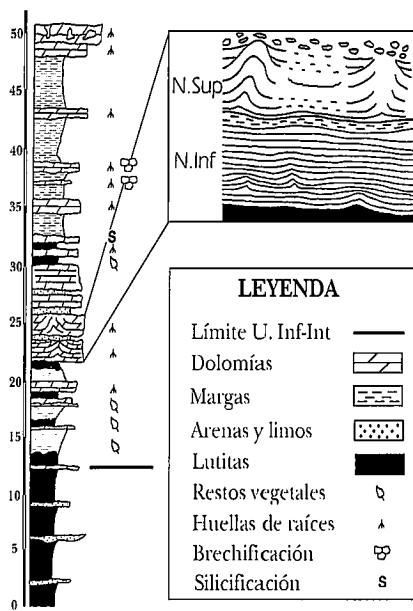 50
45
40
35
30
25
20
15
10
5
0
S
N.Sup
N.Inf
LEYENDA
Límite U. Inf-Int
Dolomías
Margas
Arenas y limos
Lutitas
Restos vegetales
Huellas de raíces
Brechificación
Silicificación S